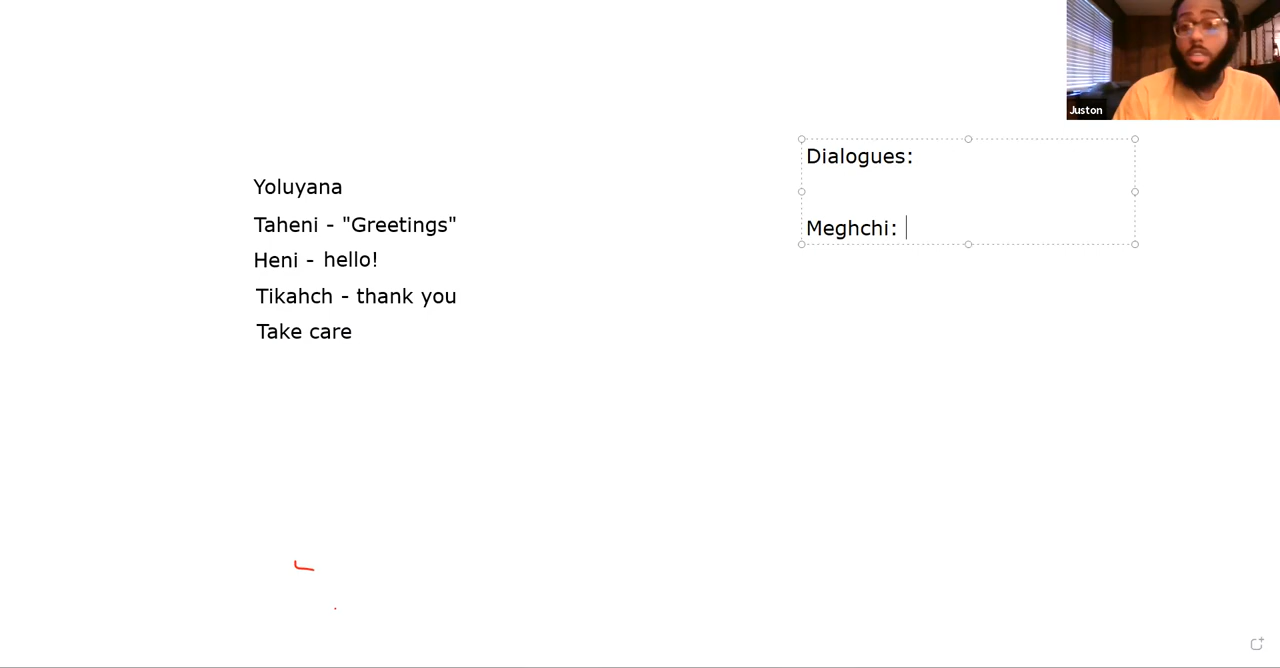 Juston
Yoluyana
Taheni - "Greetings"
Heni - hello!
Tikahch - thank you
Take care
Dialogues:
Meghchi: